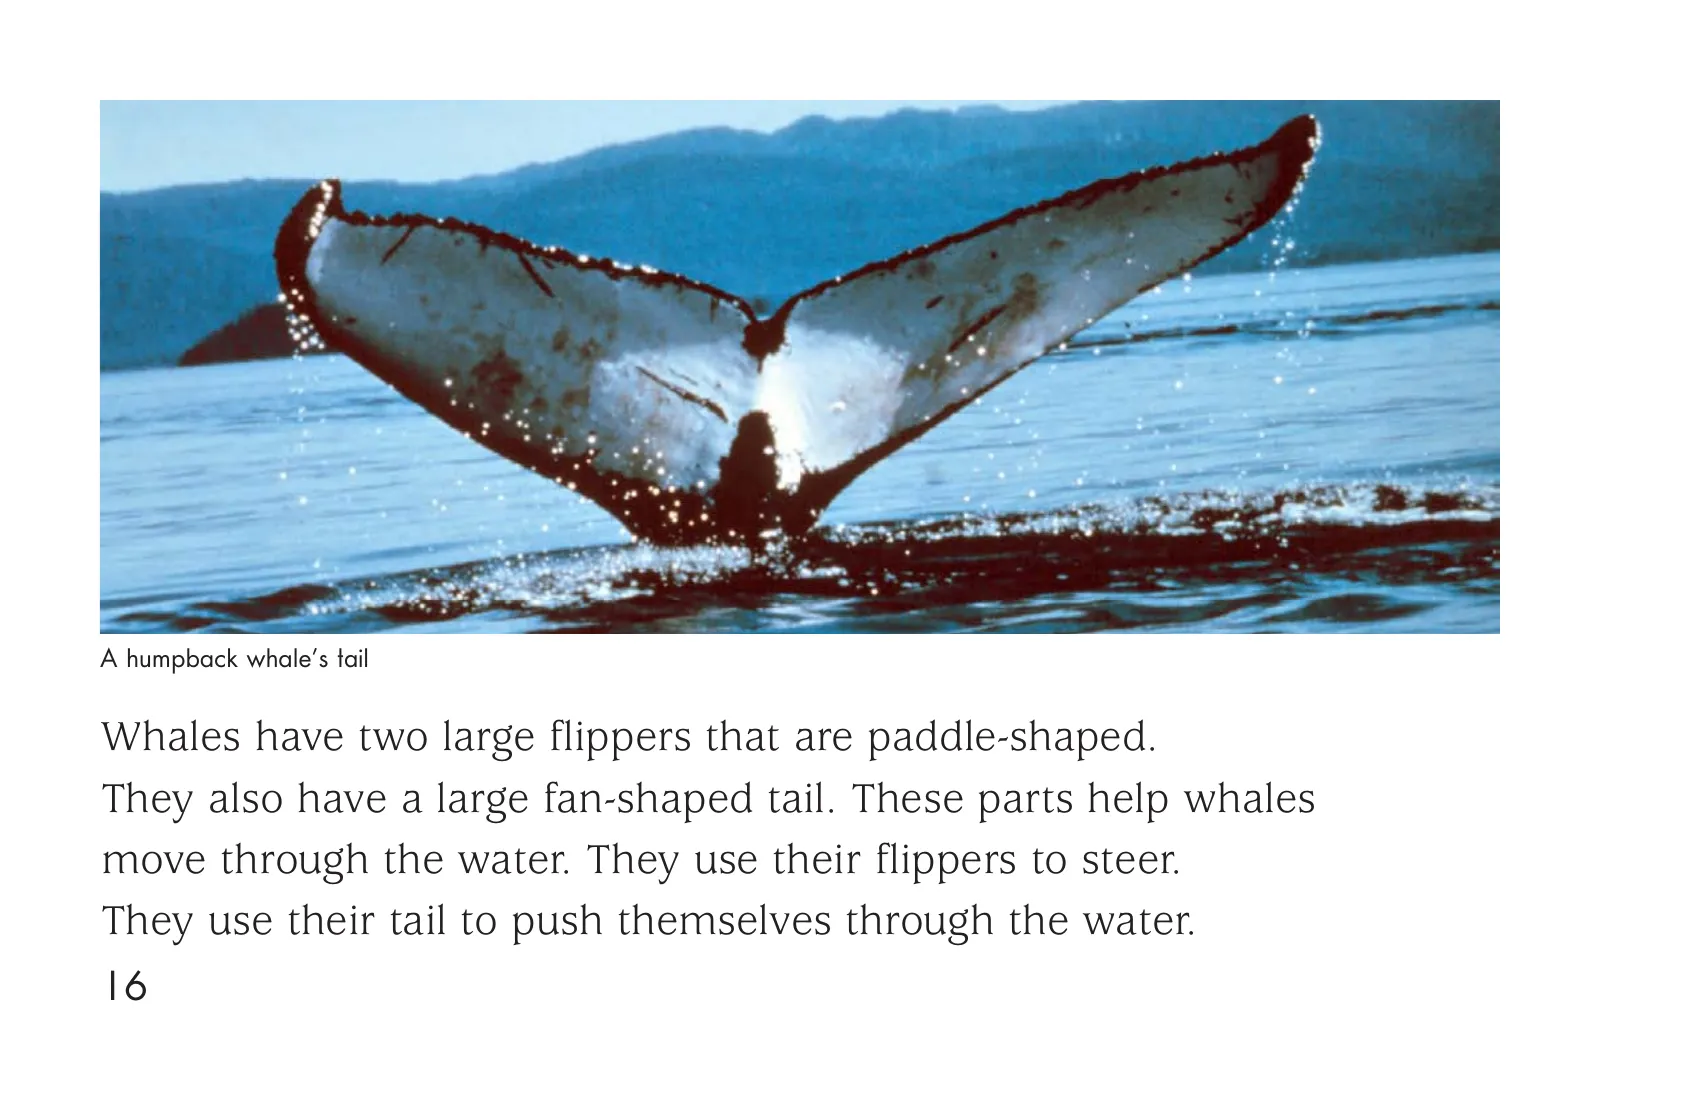 A humpback whale's tail
Whales have two large flippers that are paddle-shaped.
They also have a large fan-shaped tail. These parts help whales
move through the water. They use their flippers to steer.
They use their tail to push themselves through the water.
16